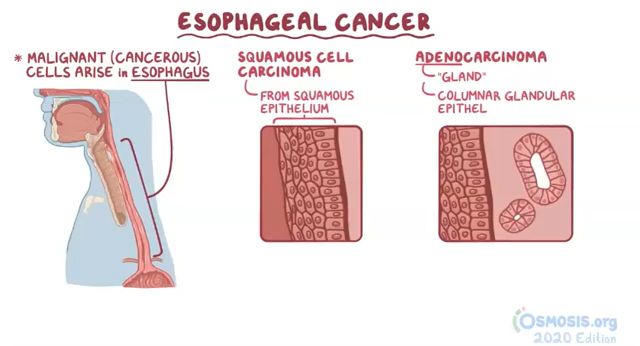 ESOPHAGEAL CANCER
* MALIGNANT (CANCEROUS)
CELLS ARISE in ESOPHAGUS
SQUAMOUS CELL
CARCINOMA
FROM SQUAMOUS
EPITHELIUM
ADENOCARCINOMA
"GLAND"
COLUMNAR GLANDULAR
EPITHEL
OSMOSIS.org
2020 Edition